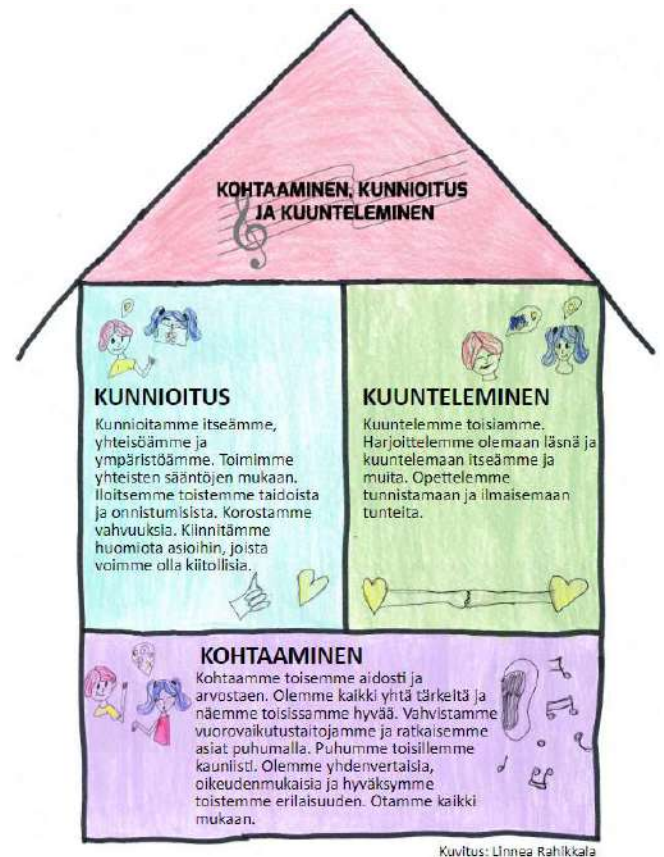 KOHTAAMINEN, KUNNIOITUS
JA KUUNTELEMINEN
KUNNIOITUS
Kunnioitamme itseämme,
yhteisöämme ja
ympäristöämme. Toimimme
yhteisten sääntöjen mukaan.
Iloitsemme toistemme taidoista
ja onnistumisista. Korostamme
vahvuuksia. Kiinnitämme
huomiota asioihin, joista
voimme olla kiitollisia.
KUUNTELEMINEN
Kuuntelemme toisiamme.
Harjoittelemme olemaan läsnä ja
kuuntelemaan itseämme ja
muita. Opettelemme
tunnistamaan ja ilmaisemaan
tunteita.
KOHTAAMINEN
Kohtaamme toisemme aidosti ja
arvostaen. Olemme kaikki yhtä tärkeitä ja
näemme toisissamme hyvää. Vahvistamme
vuorovaikutustaitojamme ja ratkaisemme
asiat puhumalla. Puhumme toisillemme
kauniisti. Olemme yhdenvertaisia,
oikeudenmukaisia ja hyväksymme
toistemme erilaisuuden. Otamme kaikki
mukaan.
Kuvitus: Linnea Rahikkala